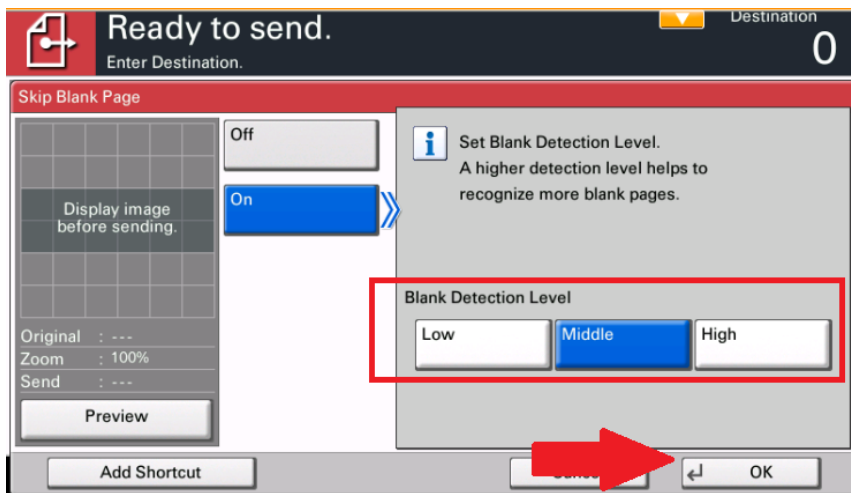 Ready to send.
Destination
Enter Destination.
0
Skip Blank Page
Off
On
Display image
before sending.
Original : ---
Zoom : 100%
Send : ---
Preview
Set Blank Detection Level.
A higher detection level helps to
recognize more blank pages.
Blank Detection Level
Low Middle High
Add Shortcut
OK